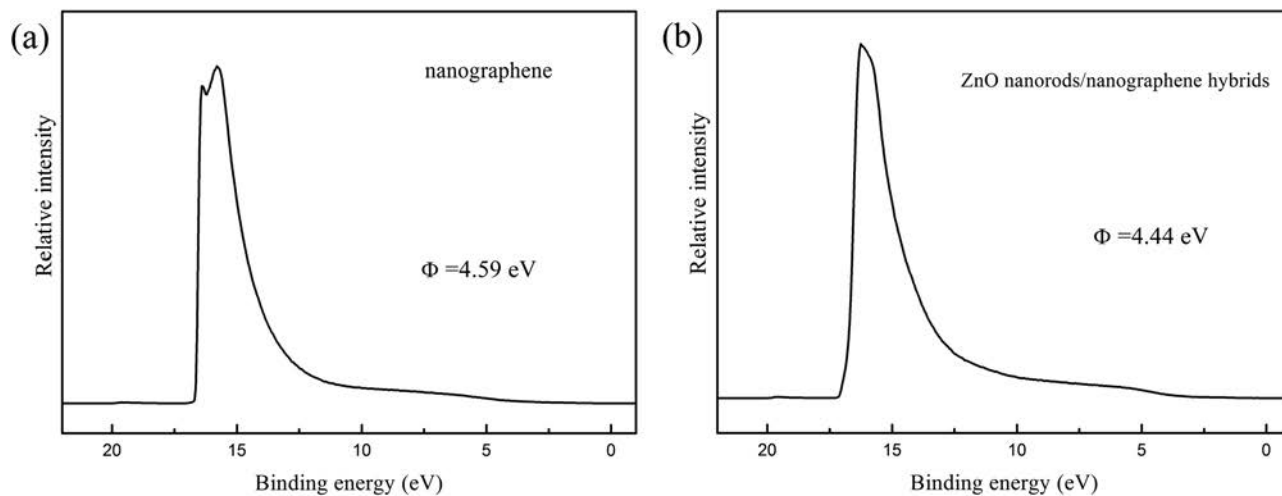 (a)
nanographene
Φ =4.59 eV
Relative intensity
20 15 10 5 0
Binding energy (eV)
(b)
ZnO nanorods/nanographene hybrids
Φ =4.44 eV
Relative intensity
20 15 10 5 0
Binding energy (eV)